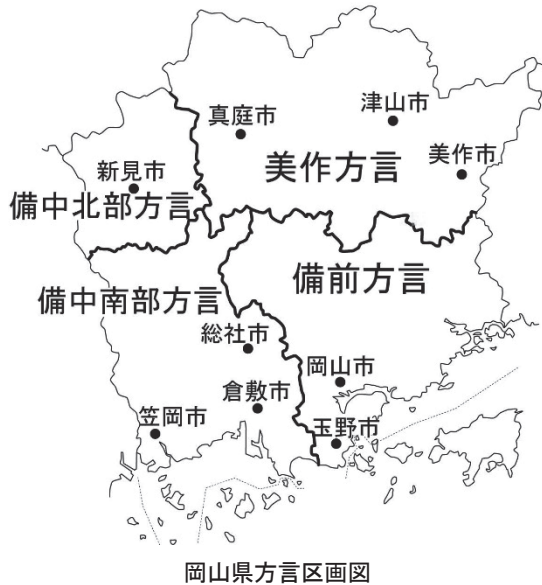 津山市
真庭市
美作市
美作方言
新見市
備中北部方言
備前方言
備中南部方言
総社市
岡山市
倉敷市
笠岡市
玉野市
岡山県方言区画図